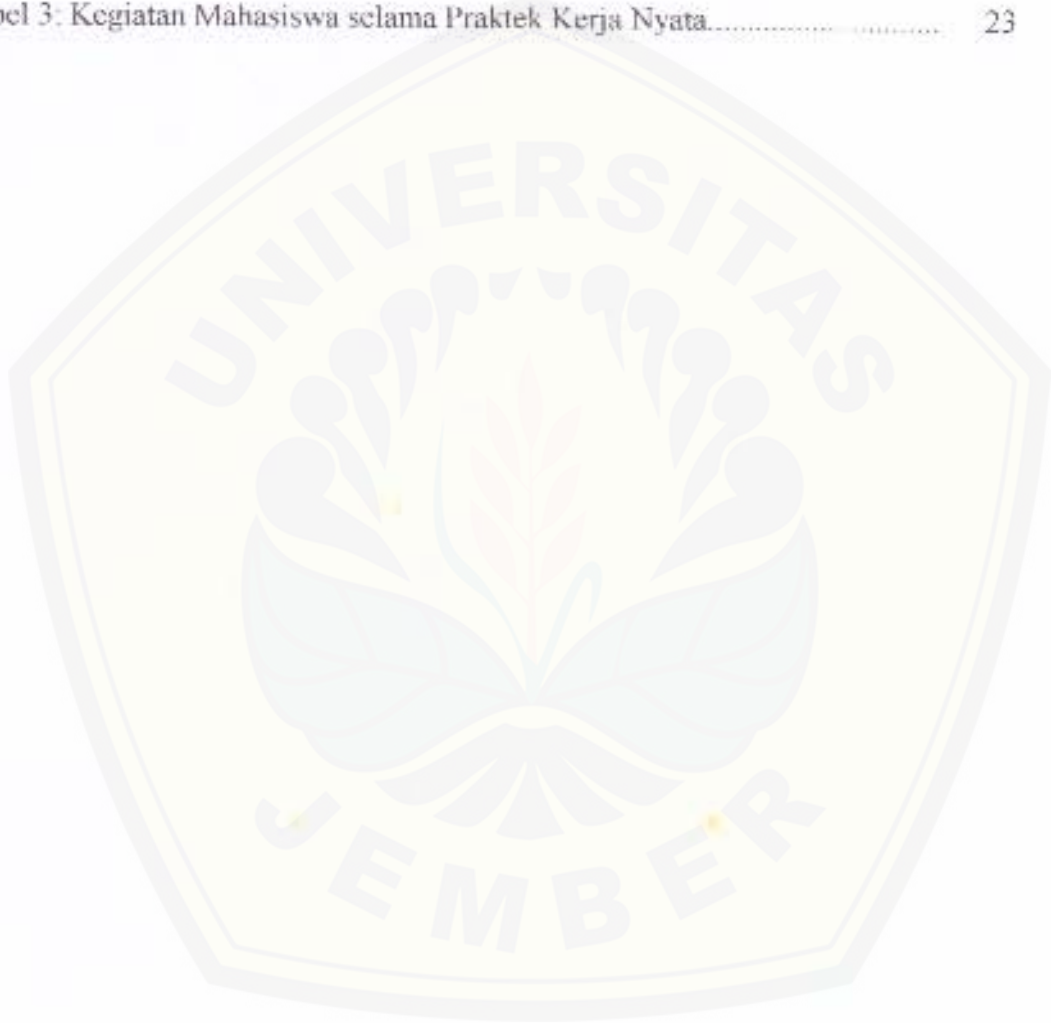 bel 3: Kegiatan Mahasiswa selama Praktek Kerja Nyata.................................. 23
UNIVERSITAS
JEMBER